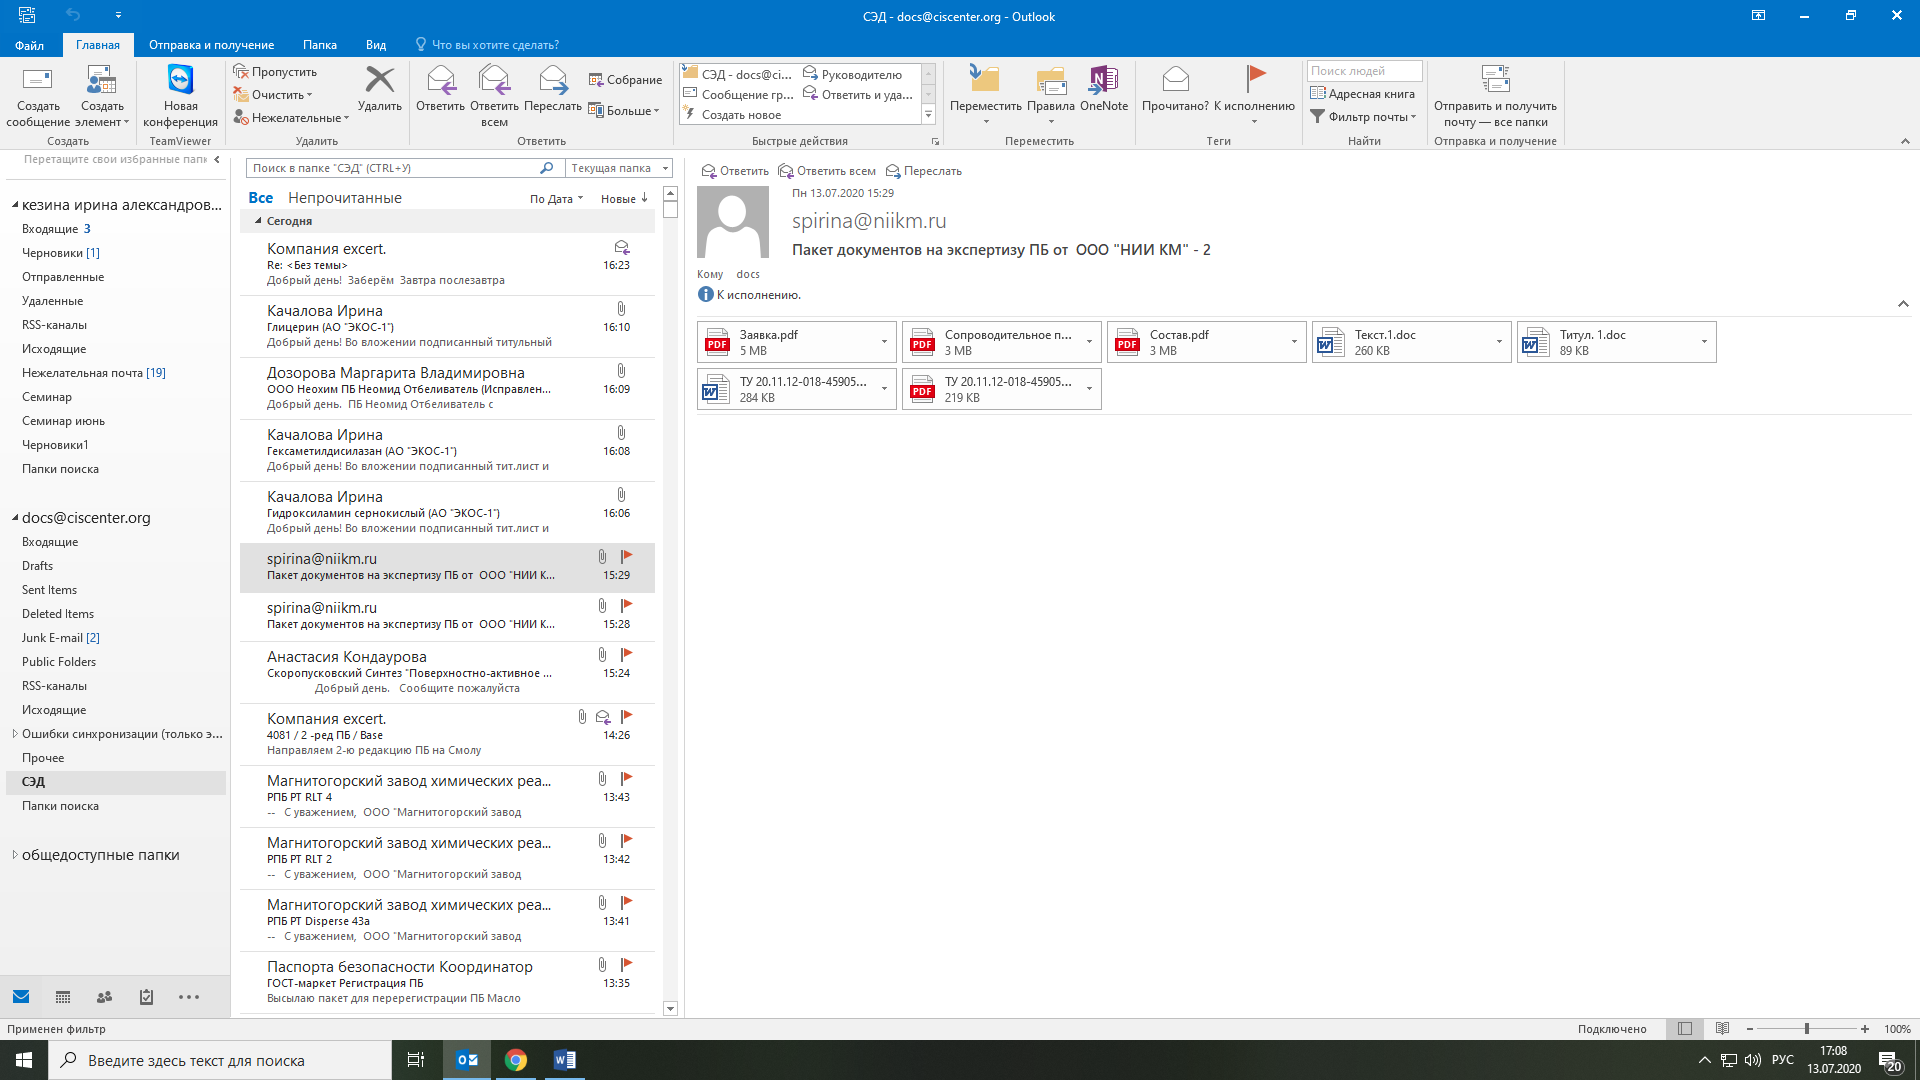 СЭД - docs@ciscenter.org - Outlook
Файл
Главная
Отправка и получение
Папка
Вид
Что вы хотите сделать?
Создать сообщение
Создать элемент
Создать
Новая конференция
TeamViewer
Пропустить
Очистить
Нежелательные
Удалить
Удалить
Ответить
Ответить всем
Переслать
Собрание
Больше
Ответить
СЭД - docs@ci...
Сообщение гр...
Создать новое
Руководителю
Ответить и уда...
Быстрые действия
Переместить
Правила
OneNote
Переместить
Прочитано?
К исполнению
Теги
Поиск людей
Адресная книга
Фильтр почты
Найти
Отправить и получить
почту — все папки
Отправка и получение
Перетащите свои избранные папк
кезина ирина александров...
Входящие 3
Черновики [1]
Отправленные
Удаленные
RSS-каналы
Исходящие
Нежелательная почта [19]
Семинар
Семинар июнь
Черновики1
Папки поиска
docs@ciscenter.org
Входящие
Drafts
Sent Items
Deleted Items
Junk E-mail [2]
Public Folders
RSS-каналы
Исходящие
Ошибки синхронизации (только э...
Прочее
СЭД
Папки поиска
общедоступные папки
Поиск в папке "СЭД" (CTRL+У)
Текущая папка
Все Непрочитанные
По Дата Новые
Сегодня
Компания excert.
Re: <Без темы> 16:23
Добрый день! Заберём Завтра послезавтра
Качалова Ирина
Глицерин (АО "ЭКОС-1") 16:10
Добрый день! Во вложении подписанный титульный
Дозорова Маргарита Владимировна
ООО Неохим ПБ Неомид Отбеливатель (Исправлен... 16:09
Добрый день. ПБ Неомид Отбеливатель с
Качалова Ирина
Гексаметилдисилазан (АО "ЭКОС-1") 16:08
Добрый день! Во вложении подписанный тит.лист и
Качалова Ирина
Гидроксиламин сернокислый (АО "ЭКОС-1") 16:06
Добрый день! Во вложении подписанный тит.лист и
spirina@niikm.ru
Пакет документов на экспертизу ПБ от ООО "НИИ К... 15:29
spirina@niikm.ru
Пакет документов на экспертизу ПБ от ООО "НИИ К... 15:28
Анастасия Кондаурова
Скоропусковский Синтез "Поверхностно-активное ... 15:24
Добрый день. Сообщите пожалуйста
Компания excert.
4081 / 2 -ред ПБ / Base 14:26
Направляем 2-ю редакцию ПБ на Смолу
Магнитогорский завод химических реа...
РПБ РТ RLT 4 13:43
-- С уважением, ООО "Магнитогорский завод
Магнитогорский завод химических реа...
РПБ РТ RLT 2 13:42
-- С уважением, ООО "Магнитогорский завод
Магнитогорский завод химических реа...
РПБ РТ Disperse 43а 13:41
-- С уважением, ООО "Магнитогорский завод
Паспорта безопасности Координатор
ГОСТ-маркет Регистрация ПБ 13:35
Высылаю пакет для перерегистрации ПБ Масло
Ответить Ответить всем Переслать
Пн 13.07.2020 15:29
spirina@niikm.ru
Пакет документов на экспертизу ПБ от ООО "НИИ КМ" - 2
Кому docs
К исполнению.
PDF Заявка.pdf
5 MB
PDF Сопроводительное п...
3 MB
PDF Состав.pdf
3 MB
Текст.1.doc
260 KB
Титул. 1.doc
89 KB
ТУ 20.11.12-018-45905...
284 KB
PDF ТУ 20.11.12-018-45905...
219 KB
Применен фильтр
Подключено
100%
Введите здесь текст для поиска
РУС
17:08
13.07.2020
20